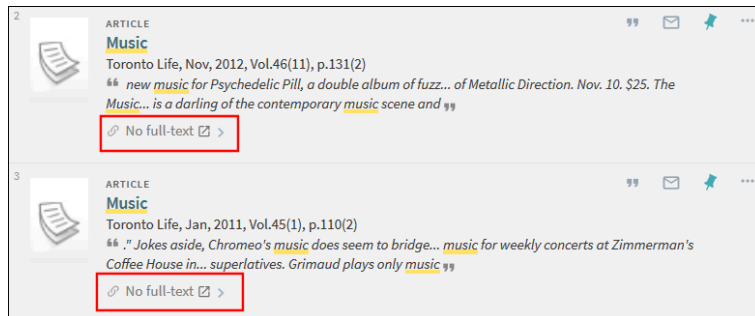 2
ARTICLE
Music
Toronto Life, Nov, 2012, Vol.46(11), p.131(2)
❝ new music for Psychedelic Pill, a double album of fuzz... of Metallic Direction. Nov. 10. $25. The
Music... is a darling of the contemporary music scene and ❞
No full-text
3
ARTICLE
Music
Toronto Life, Jan, 2011, Vol.45(1), p.110(2)
❝ ." Jokes aside, Chromeo's music does seem to bridge... music for weekly concerts at Zimmerman's
Coffee House in... superlatives. Grimaud plays only music ❞
No full-text